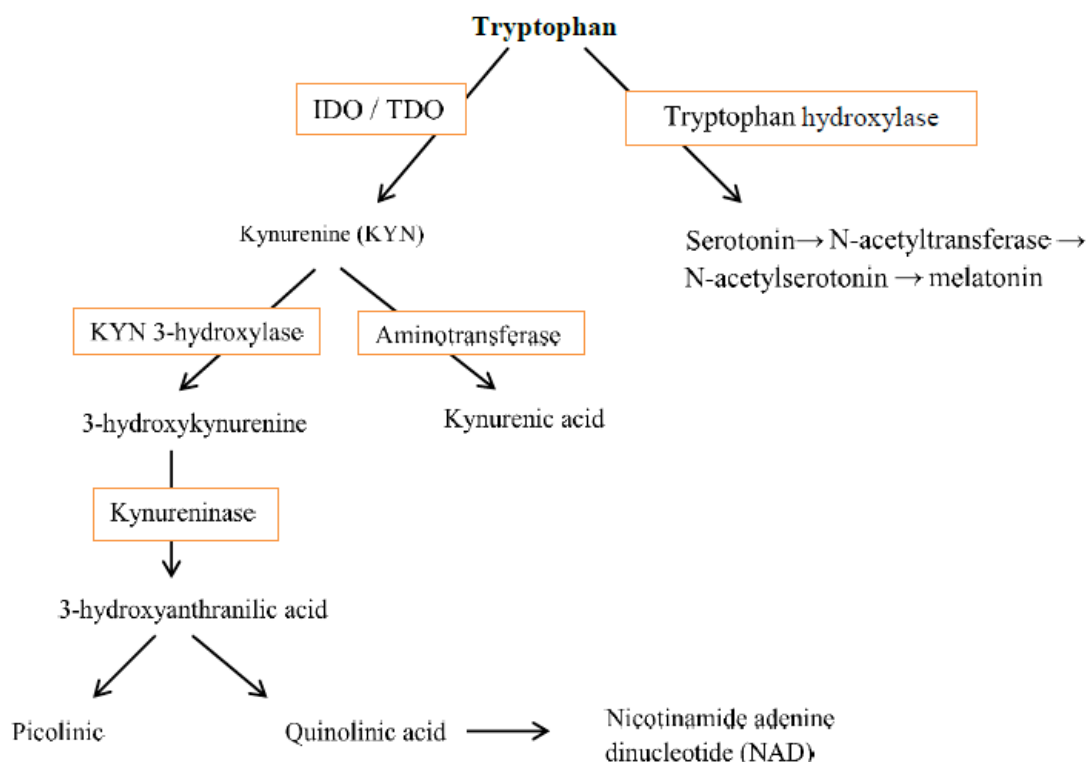 Tryptophan
IDO / TDO
Tryptophan hydroxylase
Kynurenine (KYN)
Serotonin→ N-acetyltransferase →
N-acetylserotonin → melatonin
KYN 3-hydroxylase
Aminotransferase
3-hydroxykynurenine
Kynurenic acid
Kynureninase
3-hydroxyanthranilic acid
Picolinic
Quinolinic acid
Nicotinamide adenine
dinucleotide (NAD)